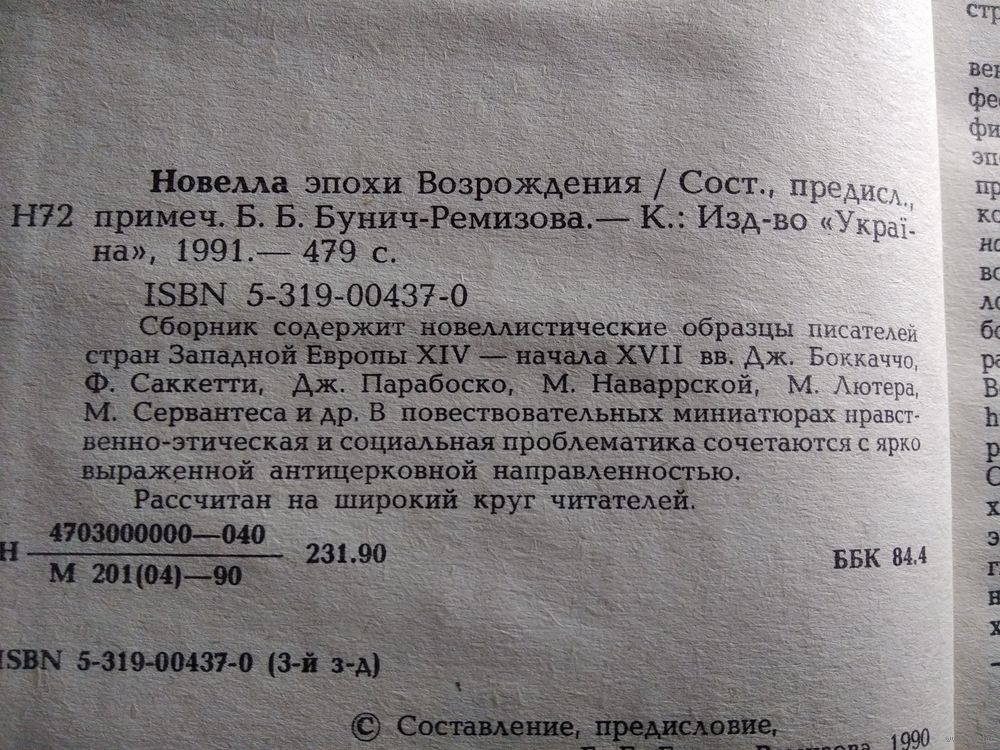 Новелла эпохи Возрождения / Сост., предисл.,
Н72 примеч. Б. Б. Бунич-Ремизова.— К.: Изд-во «Украї-
на», 1991.— 479 с.
ISBN 5-319-00437-0
Сборник содержит новеллистические образцы писателей
стран Западной Европы XIV — начала XVII вв. Дж. Боккаччо,
Ф. Саккетти, Дж. Парабоско, М. Наваррской, М. Лютера,
М. Сервантеса и др. В повествовательных миниатюрах нравст-
венно-этическая и социальная проблематика сочетаются с ярко
выраженной антицерковной направленностью.
Рассчитан на широкий круг читателей.
Н 4703000000—040
М 201(04)—90
231.90
ББК 84.4
ISBN 5-319-00437-0 (3-й з-д)
© Составление, предисловие,
1990